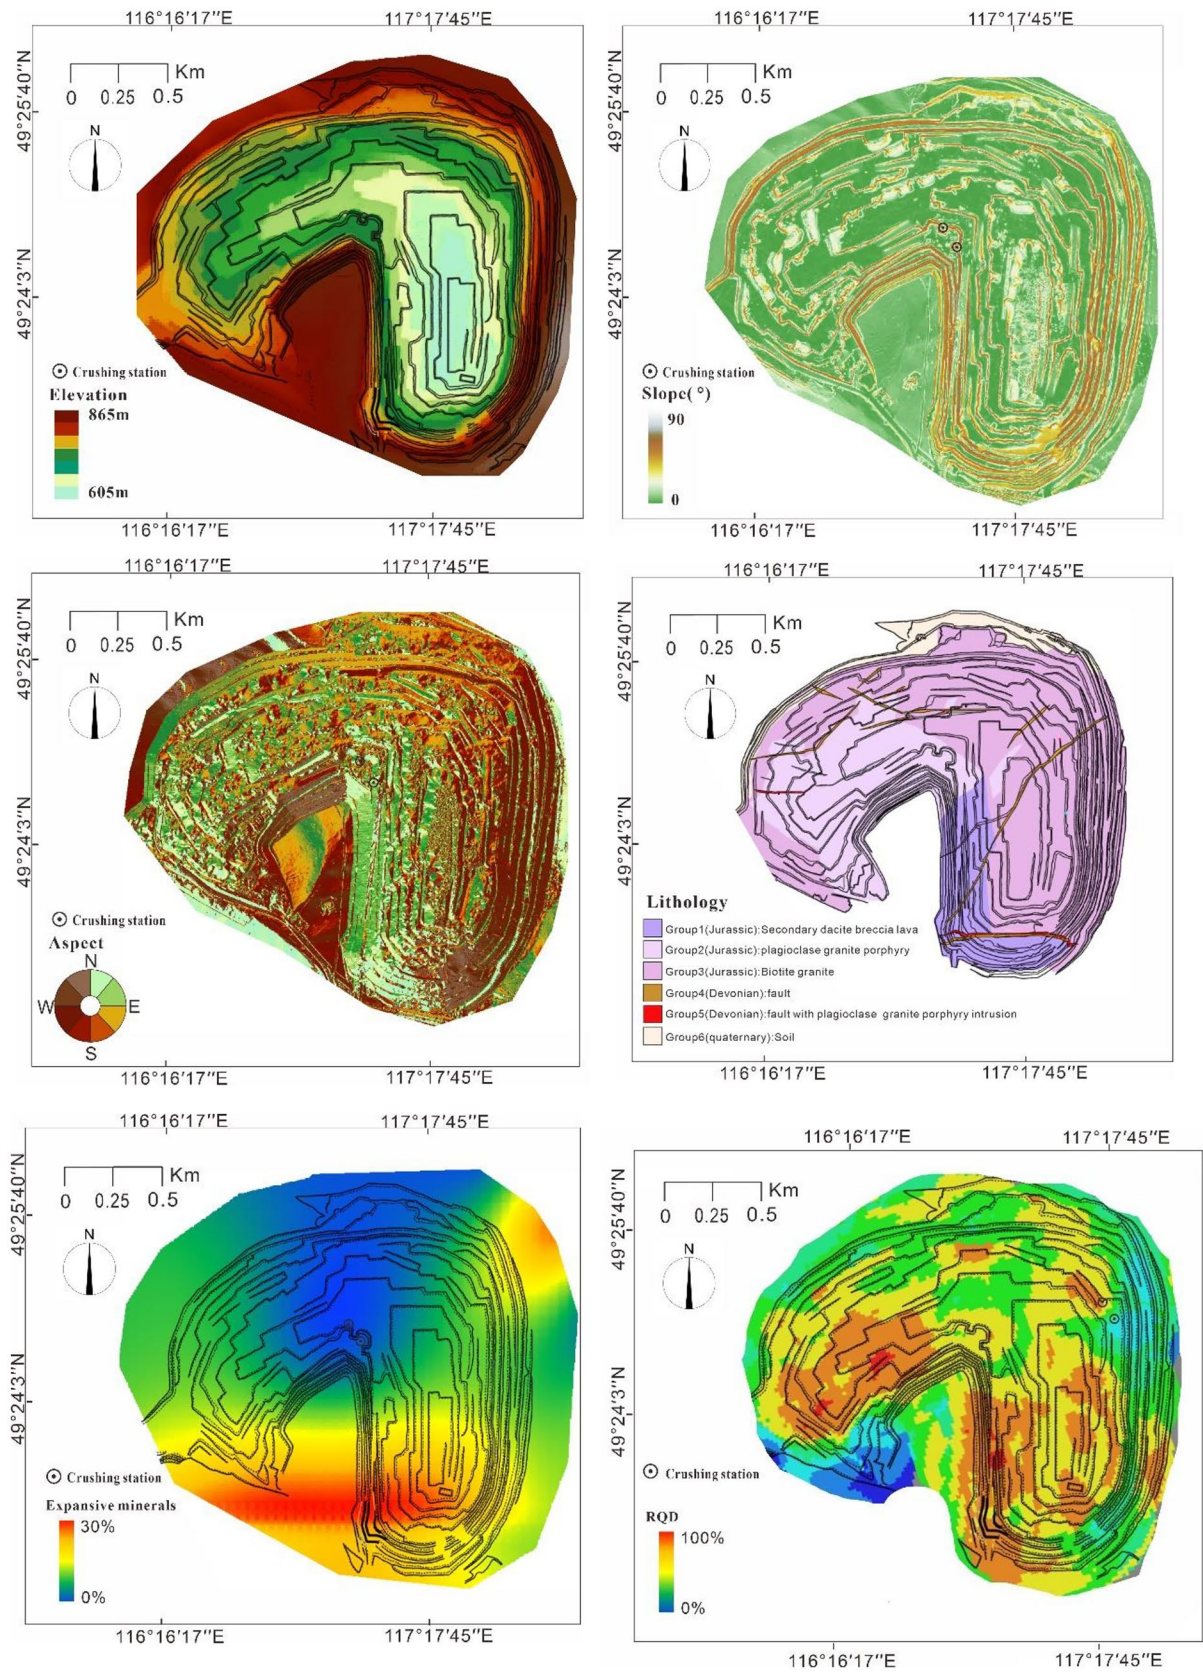 116°16′17″E 117°17′45″E
49°25′40″N
Km
0 0.25 0.5
N
49°24′3″N
Crushing station
Elevation
865m
605m
116°16′17″E 117°17′45″E
116°16′17″E 117°17′45″E
49°25′40″N
Km
0 0.25 0.5
N
49°24′3″N
Crushing station
Slope(°)
90
0
116°16′17″E 117°17′45″E
116°16′17″E 117°17′45″E
49°25′40″N
Km
0 0.25 0.5
N
49°24′3″N
Crushing station
Aspect
N
W E
S
116°16′17″E 117°17′45″E
116°16′17″E 117°17′45″E
49°25′40″N
Km
0 0.25 0.5
N
49°24′3″N
Lithology
Group1(Jurassic):Secondary dacite breccia lava
Group2(Jurassic):plagioclase granite porphyry
Group3(Jurassic):Biotite granite
Group4(Devonian):fault
Group5(Devonian):fault with plagioclase granite porphyry intrusion
Group6(quaternary):Soil
116°16′17″E 117°17′45″E
116°16′17″E 117°17′45″E
49°25′40″N
Km
0 0.25 0.5
N
49°24′3″N
Crushing station
Expansive minerals
30%
0%
116°16′17″E 117°17′45″E
116°16′17″E 117°17′45″E
49°25′40″N
Km
0 0.25 0.5
N
49°24′3″N
Crushing station
RQD
100%
0%
116°16′17″E 117°17′45″E